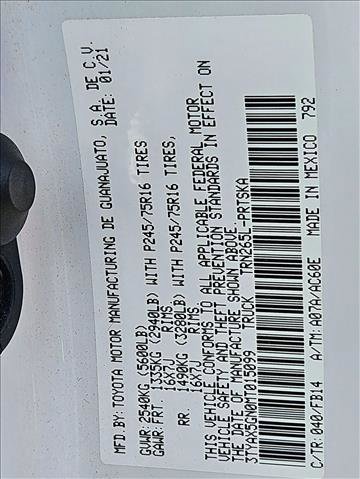 MFD.BY:TOYOTA MOTOR MANUFACTURING DE GUANAJUATO, S.A. DE C.V.
DATE: 01/21
GVWR:2540KG (5600LB)
GAWR:FRT. 1335KG (2940LB) WITH P245/75R16 TIRES,
16X7J RIMS
RR. 1490KG (3280LB) WITH P245/75R16 TIRES,
16X7J RIMS
THIS VEHICLE CONFORMS TO ALL APPLICABLE FEDERAL MOTOR
VEHICLE SAFETY AND THEFT PREVENTION STANDARDS IN EFFECT ON
THE DATE OF MANUFACTURE SHOWN ABOVE.
3TYAX5GN0MT015099 TRUCK TRN265L-PRTSKA
C/TR: 040/FB14 A/TM: A07A/AC60E
MADE IN MEXICO 792